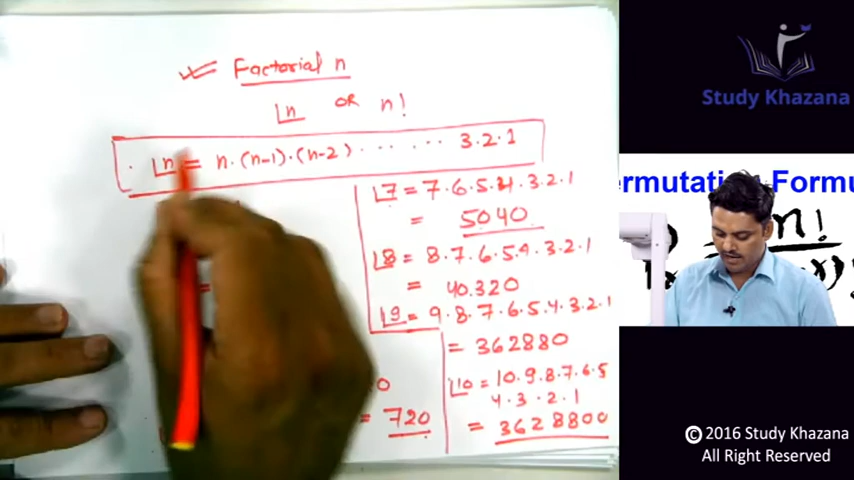 Factorial n
⌊n OR n!
⌊n = n·(n-1)·(n-2) ········ 3·2·1
⌊7 = 7·6·5·4·3·2·1
= 5040
⌊8 = 8·7·6·5·4·3·2·1
= 40320
⌊9 = 9·8·7·6·5·4·3·2·1
= 362880
⌊10 = 10·9·8·7·6·5
4·3·2·1
= 3628800
= 720
Study Khazana
ermutation Formu
n!
© 2016 Study Khazana
All Right Reserved